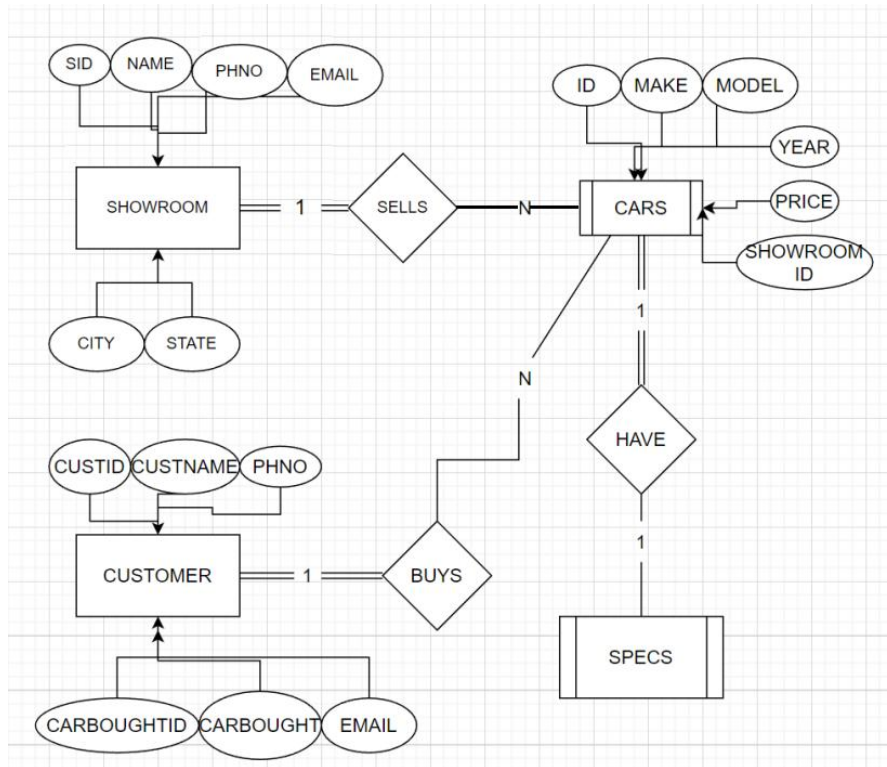 SID
NAME
PHNO
EMAIL
ID
MAKE
MODEL
YEAR
SHOWROOM
1
SELLS
N
CARS
PRICE
SHOWROOM
ID
CITY
STATE
1
N
HAVE
CUSTID
CUSTNAME
PHNO
1
CUSTOMER
1
BUYS
SPECS
CARBOUGHTID
CARBOUGHT
EMAIL